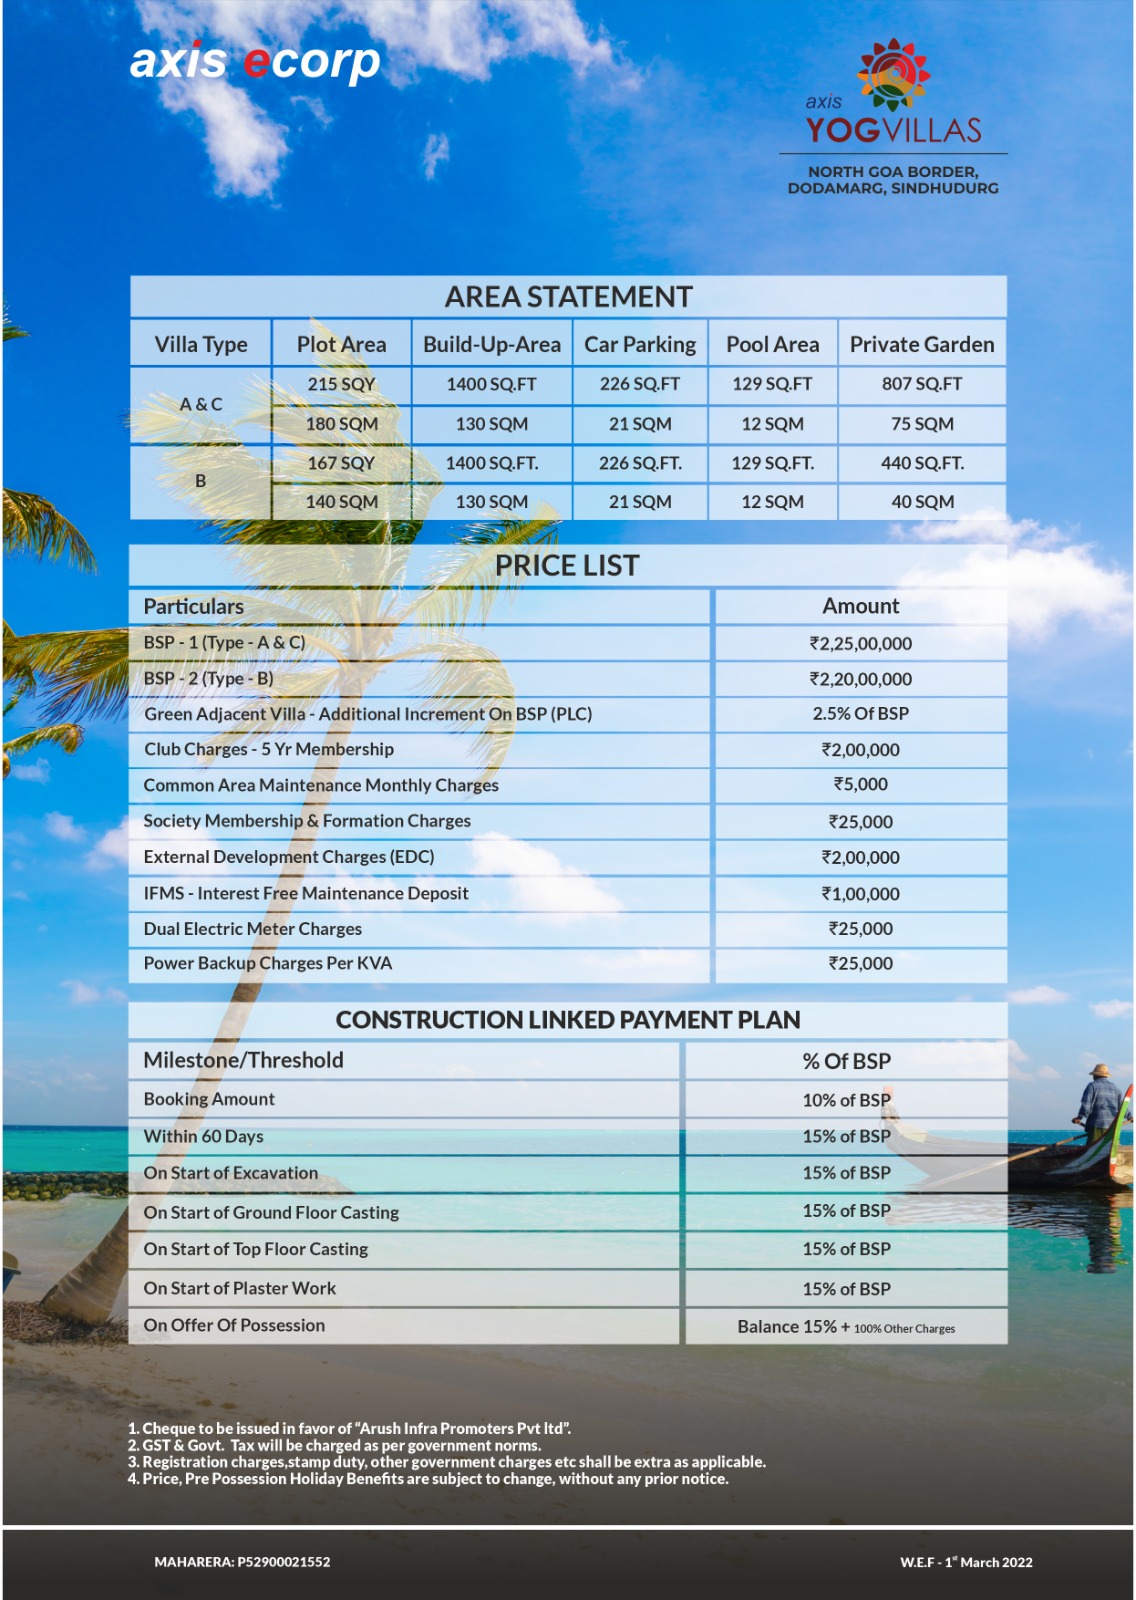 axis ecorp
axis
YOGVILLAS
NORTH GOA BORDER,
DODAMARG, SINDHUDURG
AREA STATEMENT
Villa Type Plot Area Build-Up-Area Car Parking Pool Area Private Garden
A & C 215 SQY 1400 SQ.FT 226 SQ.FT 129 SQ.FT 807 SQ.FT
180 SQM 130 SQM 21 SQM 12 SQM 75 SQM
B 167 SQY 1400 SQ.FT. 226 SQ.FT. 129 SQ.FT. 440 SQ.FT.
140 SQM 130 SQM 21 SQM 12 SQM 40 SQM
PRICE LIST
Particulars Amount
BSP - 1 (Type - A & C) ₹2,25,00,000
BSP - 2 (Type - B) ₹2,20,00,000
Green Adjacent Villa - Additional Increment On BSP (PLC) 2.5% Of BSP
Club Charges - 5 Yr Membership ₹2,00,000
Common Area Maintenance Monthly Charges ₹5,000
Society Membership & Formation Charges ₹25,000
External Development Charges (EDC) ₹2,00,000
IFMS - Interest Free Maintenance Deposit ₹1,00,000
Dual Electric Meter Charges ₹25,000
Power Backup Charges Per KVA ₹25,000
CONSTRUCTION LINKED PAYMENT PLAN
Milestone/Threshold % Of BSP
Booking Amount 10% of BSP
Within 60 Days 15% of BSP
On Start of Excavation 15% of BSP
On Start of Ground Floor Casting 15% of BSP
On Start of Top Floor Casting 15% of BSP
On Start of Plaster Work 15% of BSP
On Offer Of Possession Balance 15% + 100% Other Charges
1. Cheque to be issued in favor of “Arush Infra Promoters Pvt ltd”.
2. GST & Govt. Tax will be charged as per government norms.
3. Registration charges,stamp duty, other government charges etc shall be extra as applicable.
4. Price, Pre Possession Holiday Benefits are subject to change, without any prior notice.
MAHARERA: P52900021552 W.E.F - 1st March 2022